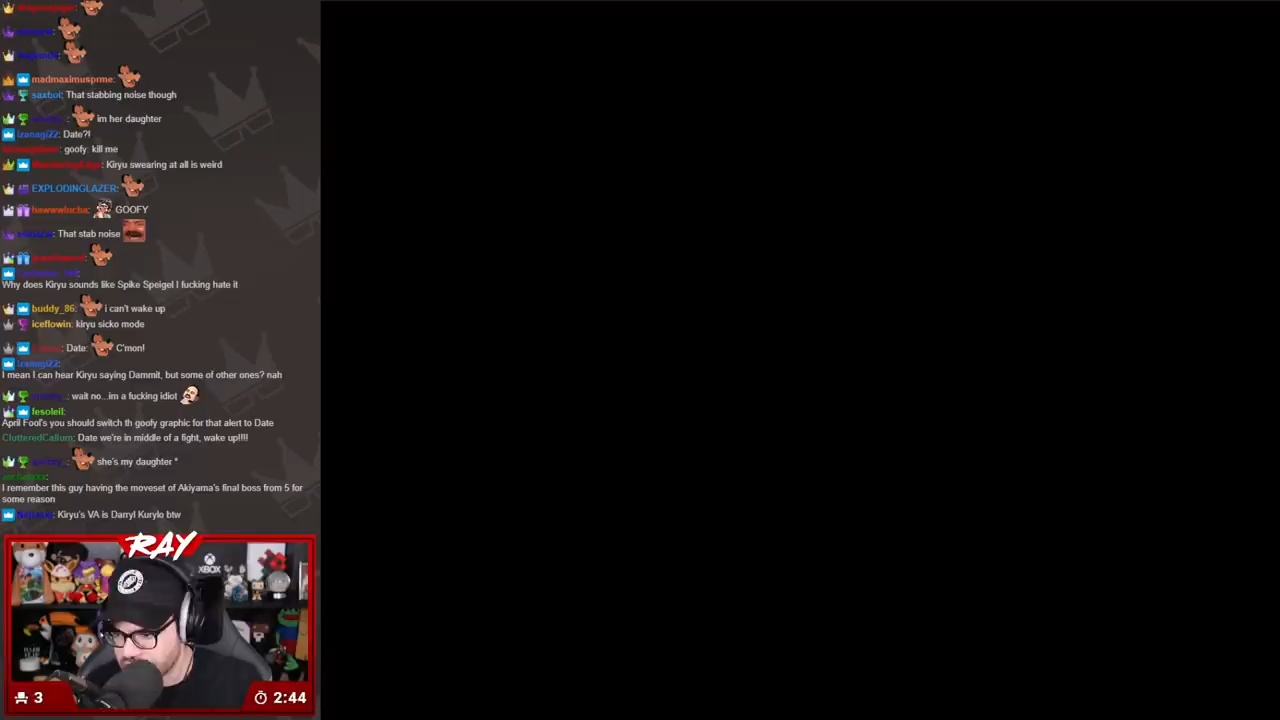 madmaximusprme:
saxboi: That stabbing noise though
im her daughter
Izanagi22: Date?!
goofy: kill me
Kiryu swearing at all is weird
EXPLODINGLAZER:
hawwwlucha: GOOFY
That stab noise
Why does Kiryu sounds like Spike Speigel I fucking hate it
buddy_86: i can't wake up
iceflowin: kiryu sicko mode
Date: C'mon!
Izanagi22:
I mean I can hear Kiryu saying Dammit, but some of other ones? nah
wait no...im a fucking idiot
fesoleil:
April Fool's you should switch th goofy graphic for that alert to Date
ClutteredCallum: Date we're in middle of a fight, wake up!!!!
she's my daughter *
I remember this guy having the moveset of Akiyama's final boss from 5 for
some reason
Kiryu's VA is Darryl Kurylo btw
RAY
XBOX
3
2:44